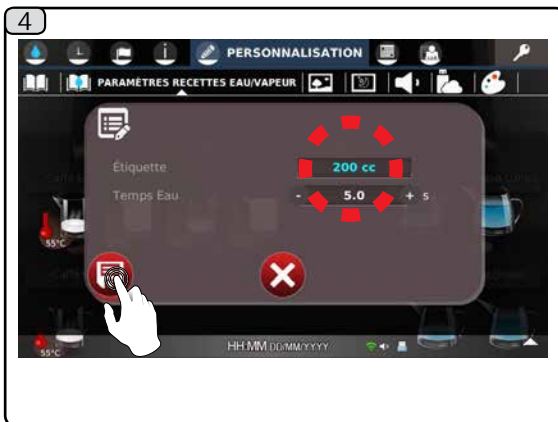 4
PERSONNALISATION
PARAMÈTRES RECETTES EAU/VAPEUR
Étiquette 200 cc
Temps Eau - 5.0 + s
55°C
55°C
HH:MM DD/MM/YYYY